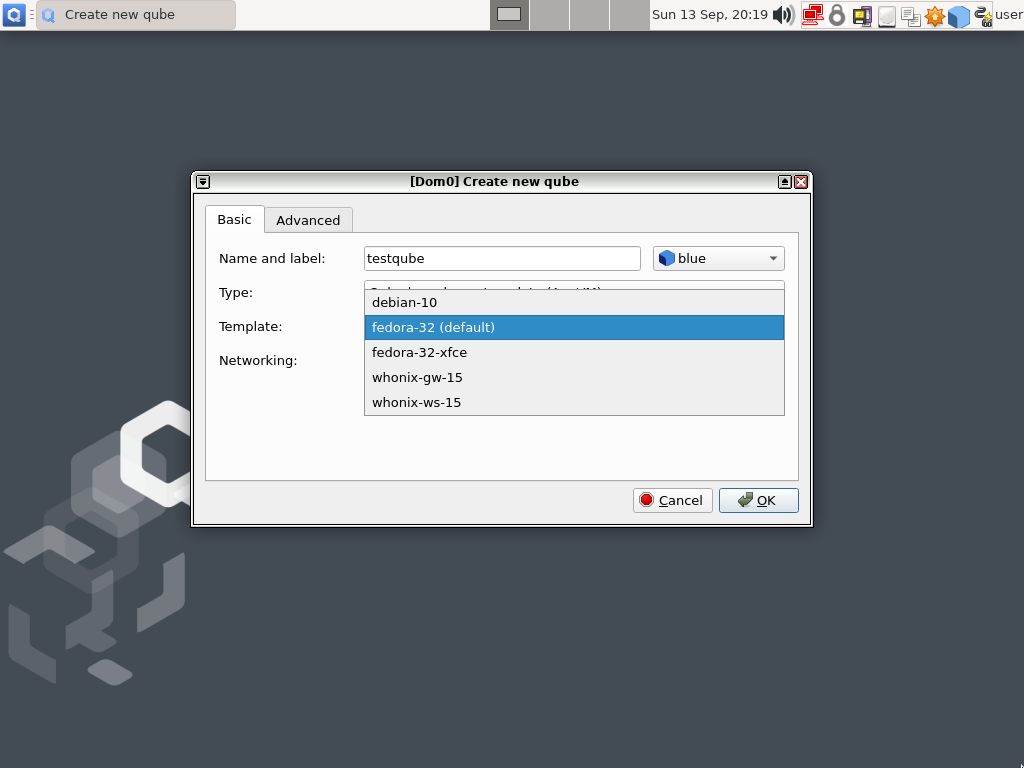 Create new qube
Sun 13 Sep, 20:19
user
[Dom0] Create new qube
Basic
Advanced
Name and label:
testqube
blue
Type:
Template:
Networking:
debian-10
fedora-32 (default)
fedora-32-xfce
whonix-gw-15
whonix-ws-15
Cancel
OK